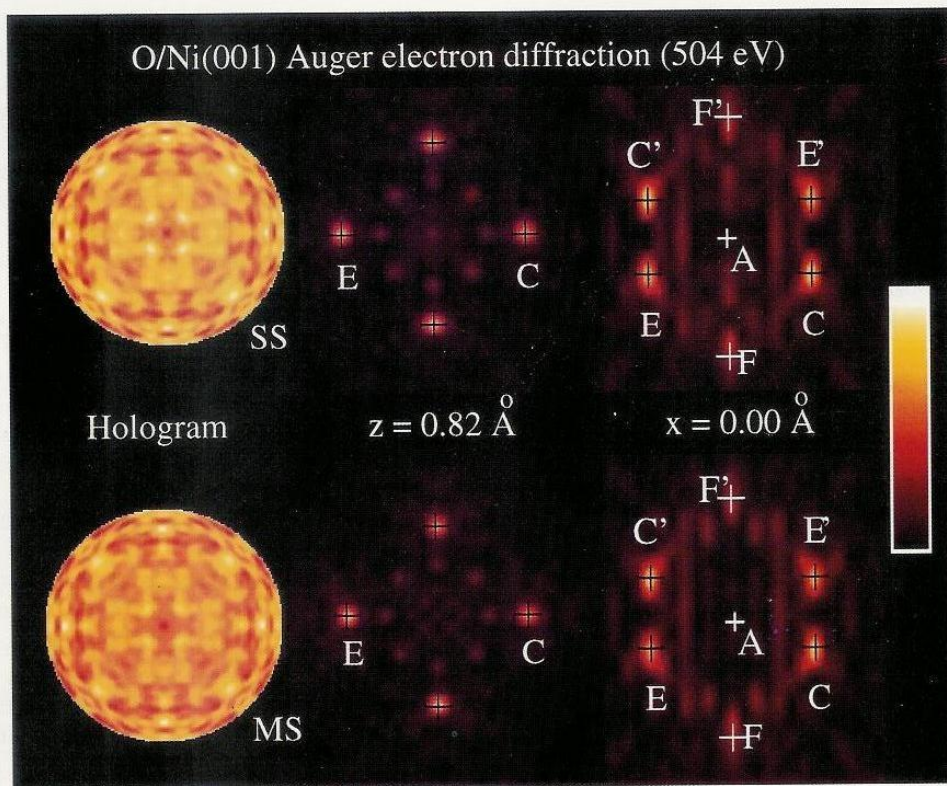 O/Ni(001) Auger electron diffraction (504 eV)
F'
C' E'
E C A
SS E C
F
Hologram z = 0.82 Å x = 0.00 Å
F'
C' E'
A
E C
MS E C
F